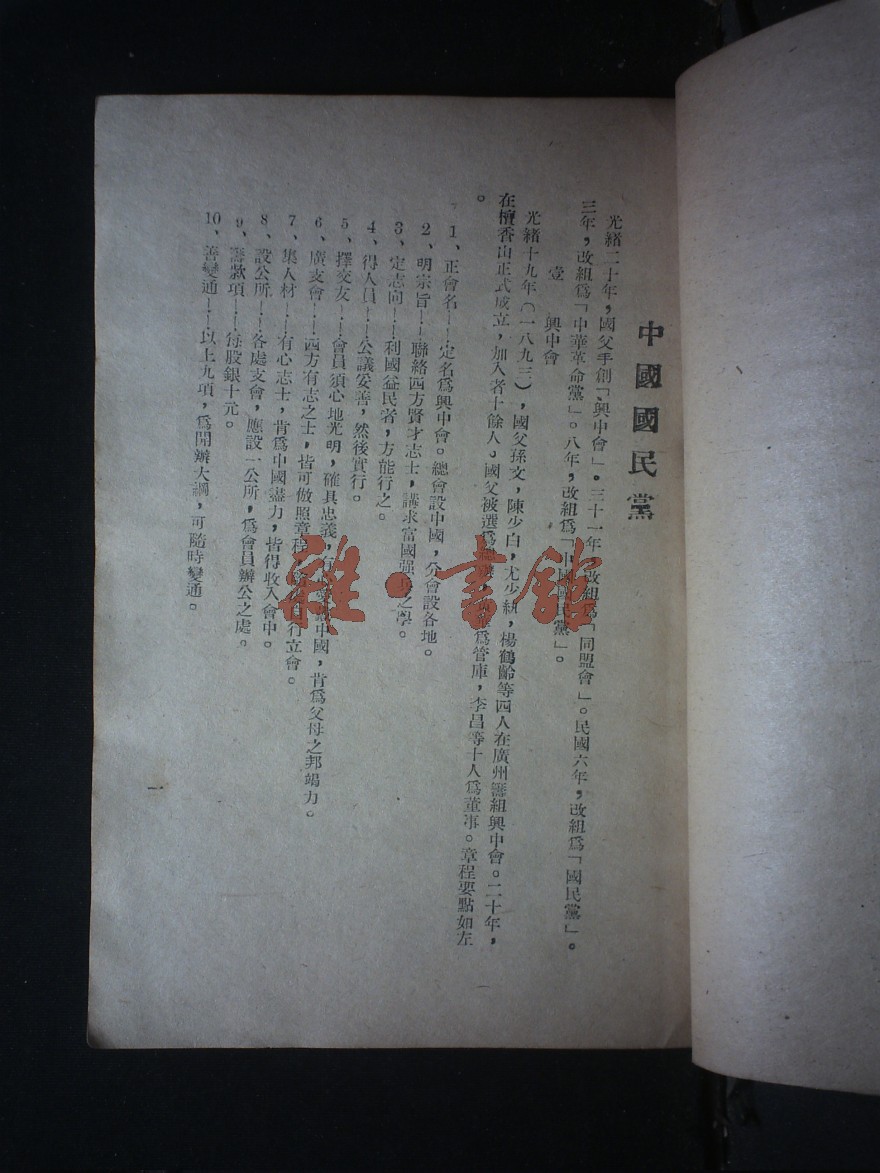 中國國民黨
光緒二十年，國父手創「興中會」。三十一年，改組爲「同盟會」。民國六年，改組爲「國民黨」。
三年，改組爲「中華革命黨」。八年，改組爲「中國國民黨」。
壹　興中會
光緒十九年（一八九三），國父孫文，陳少白，尤少紈，楊鶴齡等四人在廣州籌組興中會。二十年，
在檀香山正式成立，加入者十餘人。國父被選爲 爲管庫，李昌等十人爲董事。章程要點如左
。
1、正會名——定名爲興中會。總會設中國，分會設各地。
2、明宗旨——聯絡四方賢才志士，講求富國强 之學。
3、定志向——利國益民者，方能行之。
4、得人員——公議妥善，然後實行。
5、擇交友——會員須心地光明，確具忠義，有 中國，肯爲父母之邦竭力。
6、廣支會——四方有志之士，皆可倣照章程 行立會。
7、集人材——有心志士，肯爲中國盡力，皆得收入會中。
8、設公所——各處支會，應設一公所，爲會員辦公之處。
9、籌款項——每股銀十元。
10、善變通——以上九項，爲開辦大綱，可隨時變通。
一
雜·書館